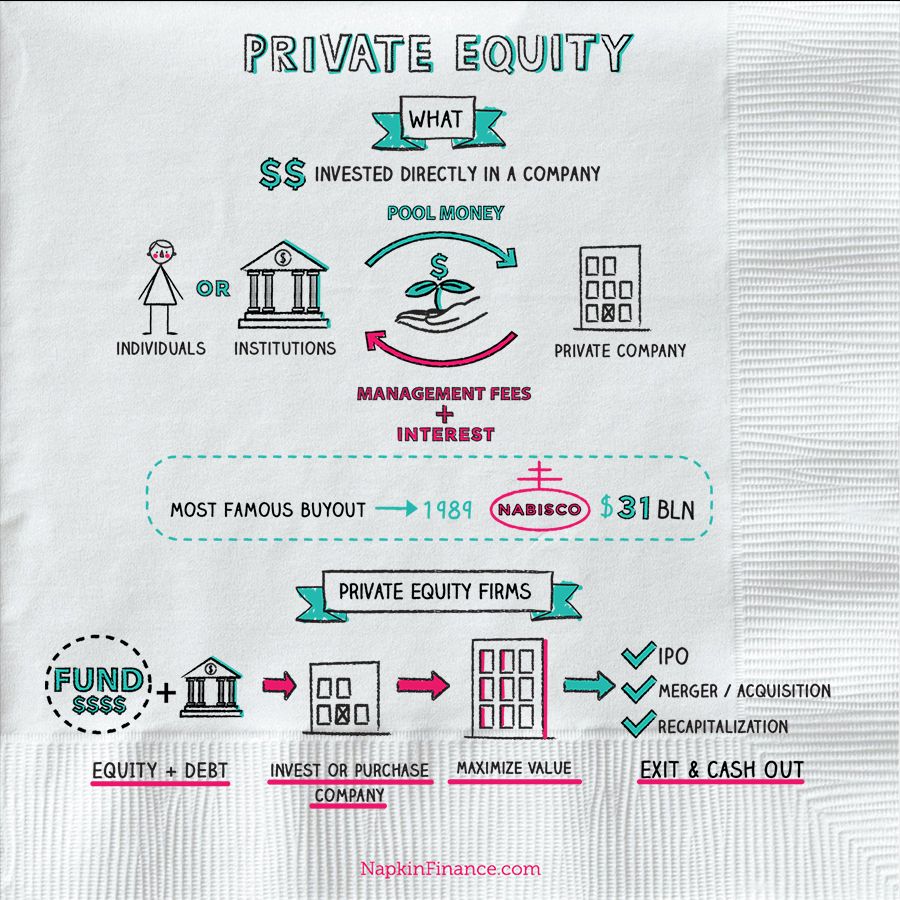 PRIVATE EQUITY
WHAT
$$ INVESTED DIRECTLY IN A COMPANY
POOL MONEY
$
$
OR
INDIVIDUALS
INSTITUTIONS
PRIVATE COMPANY
MANAGEMENT FEES
+
INTEREST
MOST FAMOUS BUYOUT 1989 NABISCO $31 BLN
PRIVATE EQUITY FIRMS
FUND
$$$$
+
IPO
MERGER / ACQUISITION
RECAPITALIZATION
EQUITY + DEBT
INVEST OR PURCHASE
COMPANY
MAXIMIZE VALUE
EXIT & CASH OUT
NapkinFinance.com